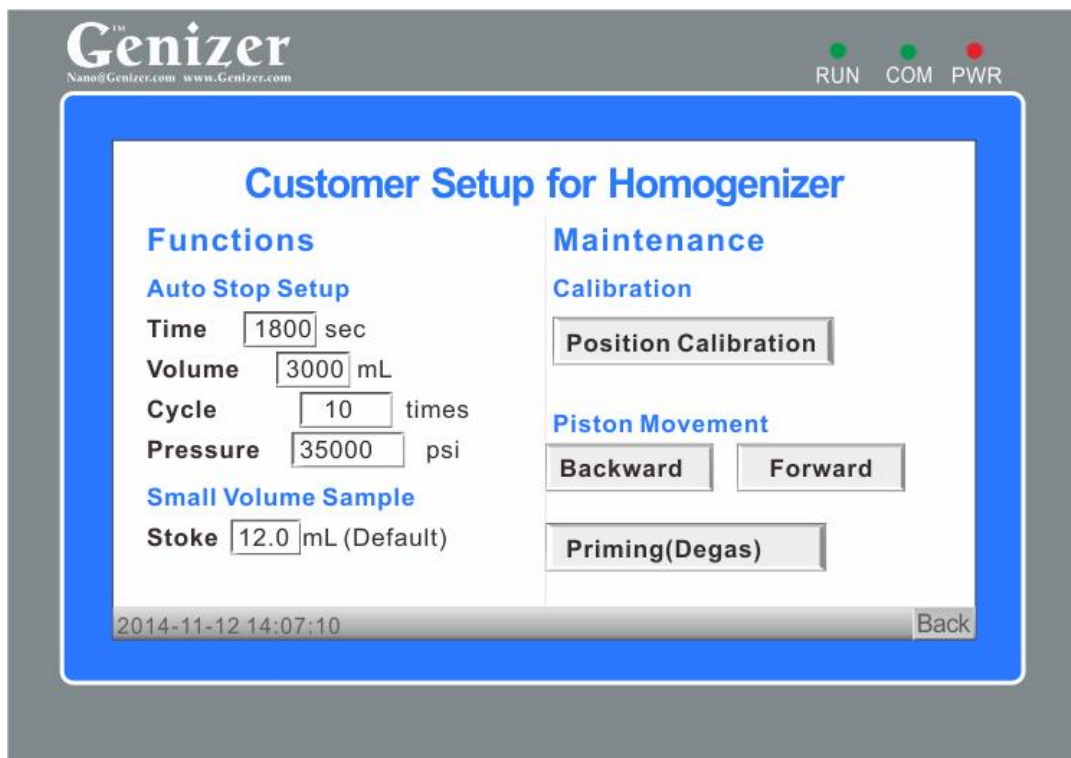 Genizer™
Nano@Genizer.com www.Genizer.com
RUN COM PWR
Customer Setup for Homogenizer
Functions
Auto Stop Setup
Time 1800 sec
Volume 3000 mL
Cycle 10 times
Pressure 35000 psi
Small Volume Sample
Stoke 12.0 mL (Default)
Maintenance
Calibration
Position Calibration
Piston Movement
Backward Forward
Priming(Degas)
2014-11-12 14:07:10 Back